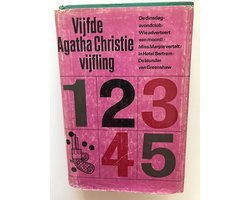 Vijfde
Agatha Christie
vijfling
De dinsdag-
avondclub/
Wie adverteert
een moord/
Miss Marple vertelt/
In Hotel Bertram/
De blunder
van Greenshaw
1 2 3
4 5